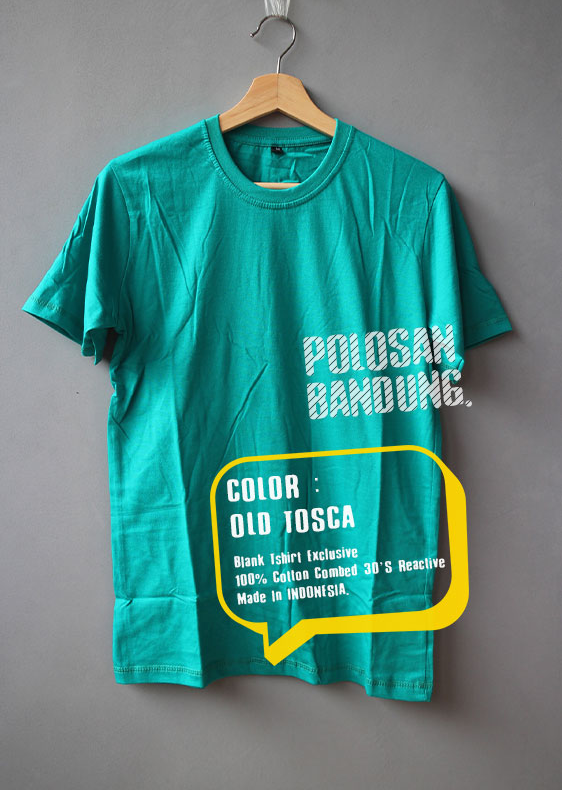 POLOSAN
BANDUNG.
COLOR :
OLD TOSCA
Blank Tshirt Exclusive
100% Cotton Combed 30'S Reactive
Made In INDONESIA.